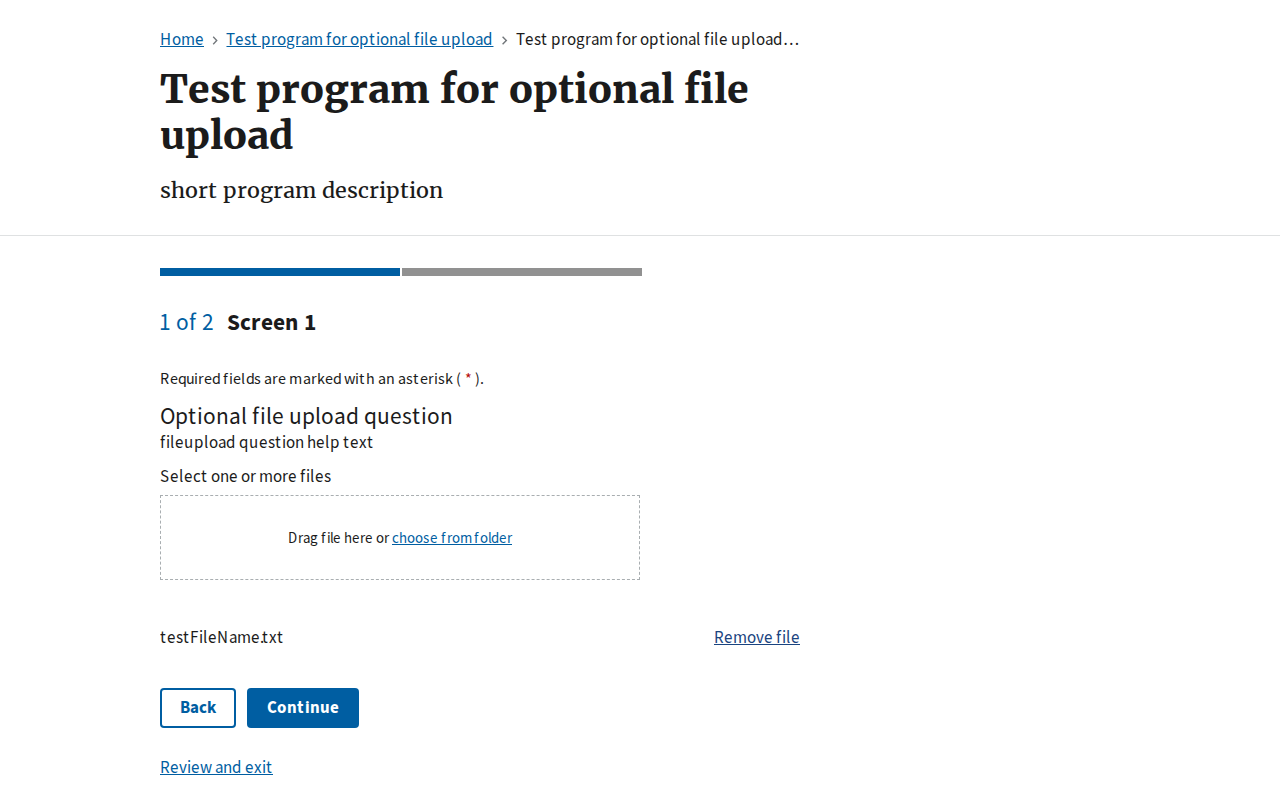 Home > Test program for optional file upload > Test program for optional file upload…
Test program for optional file
upload
short program description
1 of 2 Screen 1
Required fields are marked with an asterisk ( * ).
Optional file upload question
fileupload question help text
Select one or more files
Drag file here or choose from folder
testFileName.txt Remove file
Back Continue
Review and exit